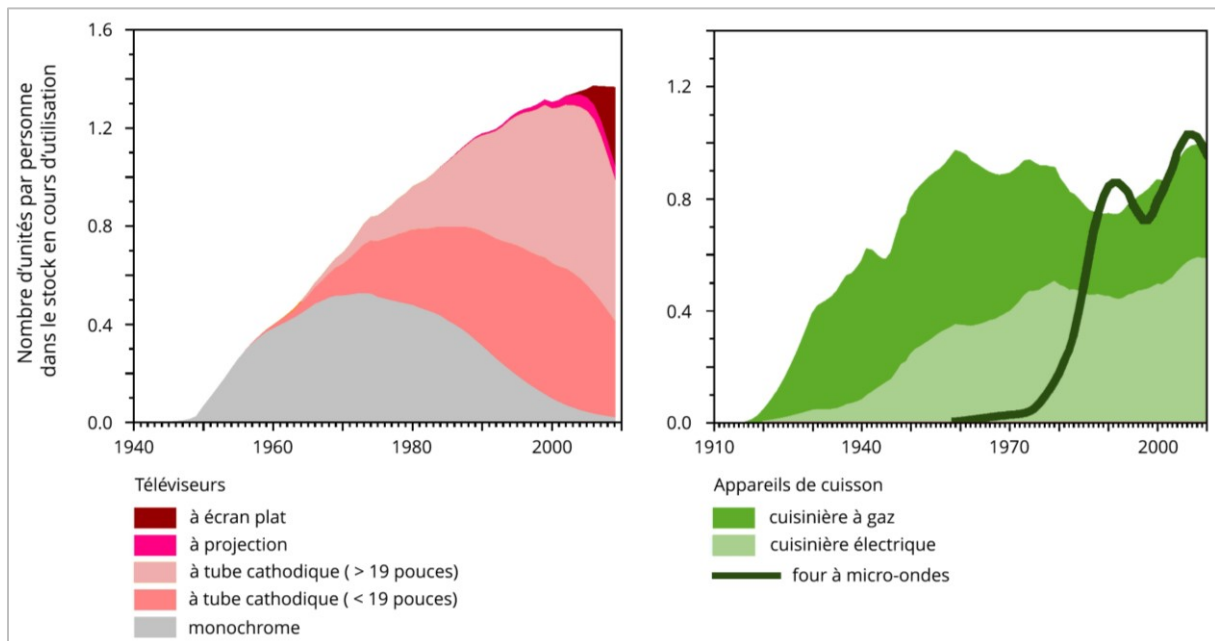 Nombre d'unités par personne
dans le stock en cours d'utilisation
1.6
1.2
0.8
0.4
0.0
1940
1960
1980
2000
Téléviseurs
à écran plat
à projection
à tube cathodique ( > 19 pouces)
à tube cathodique ( < 19 pouces)
monochrome
1.2
0.8
0.4
0.0
1910
1940
1970
2000
Appareils de cuisson
cuisinière à gaz
cuisinière électrique
four à micro-ondes